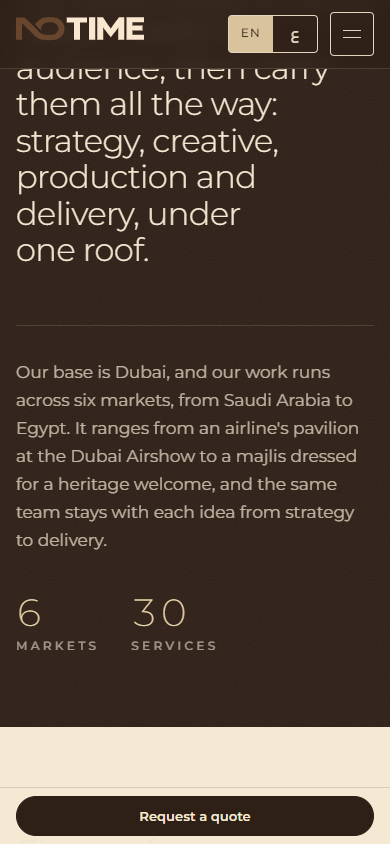 NOTIME
EN
ع
audience, then carry
them all the way:
strategy, creative,
production and
delivery, under
one roof.
Our base is Dubai, and our work runs
across six markets, from Saudi Arabia to
Egypt. It ranges from an airline's pavilion
at the Dubai Airshow to a majlis dressed
for a heritage welcome, and the same
team stays with each idea from strategy
to delivery.
6
MARKETS
30
SERVICES
Request a quote